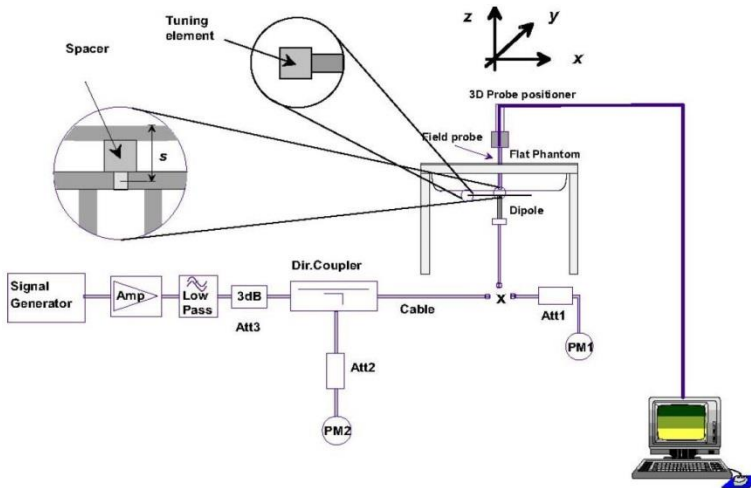 Tuning
element
Spacer
s
z
y
x
3D Probe positioner
Field probe
Flat Phantom
Dipole
Signal
Generator
Amp
Low
Pass
3dB
Att3
Dir.Coupler
Cable
x
Att1
PM1
Att2
PM2